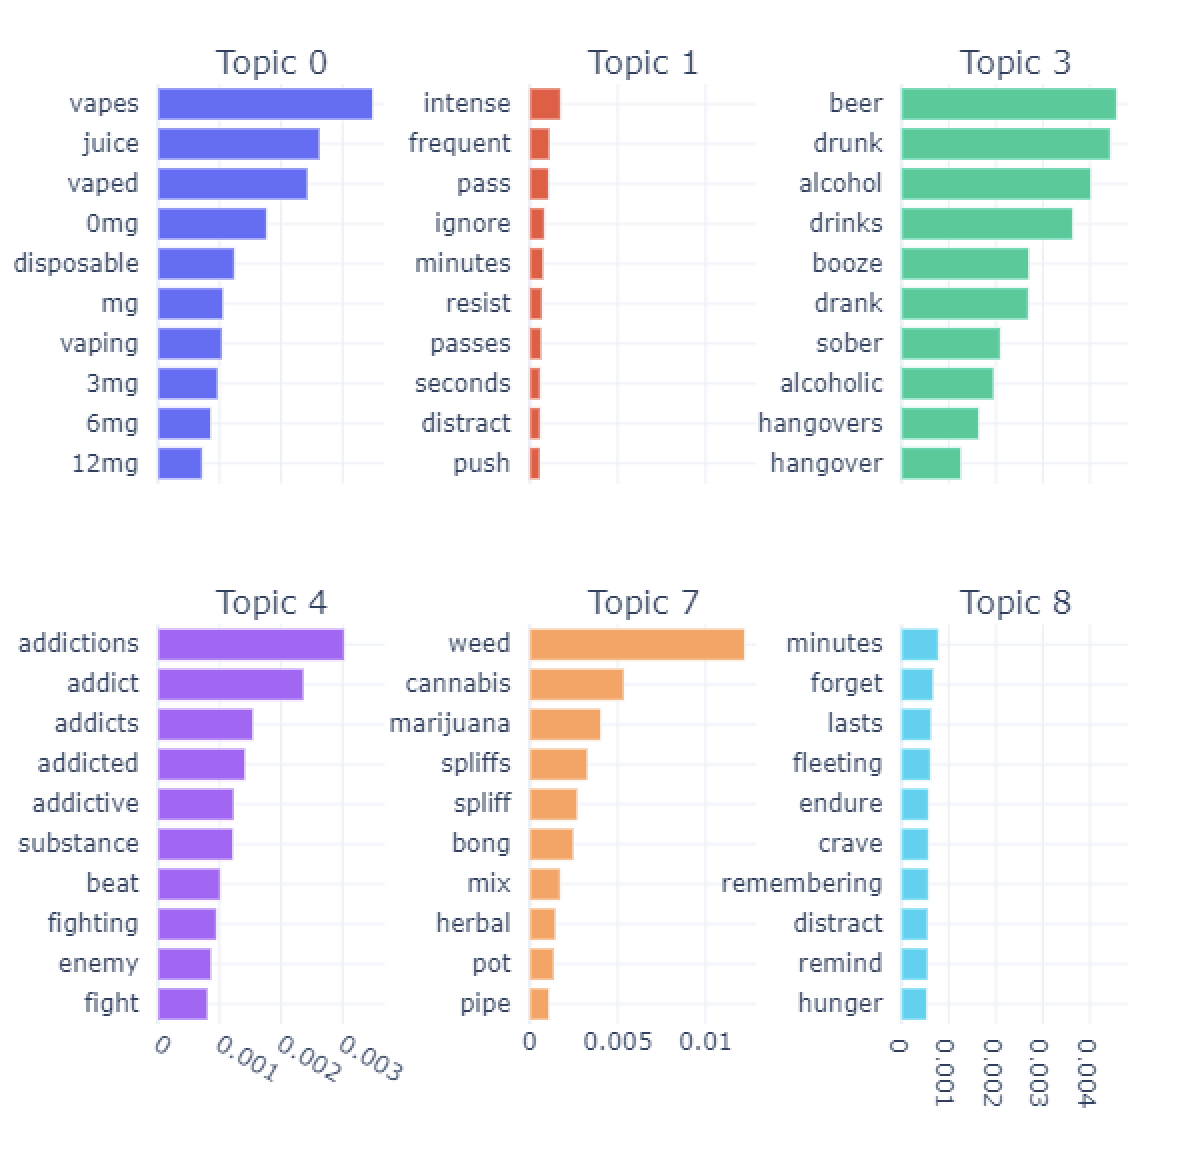 Topic 0
vapes
juice
vaped
0mg
disposable
mg
vaping
3mg
6mg
12mg
Topic 1
intense
frequent
pass
ignore
minutes
resist
passes
seconds
distract
push
Topic 3
beer
drunk
alcohol
drinks
booze
drank
sober
alcoholic
hangovers
hangover
Topic 4
addictions
addict
addicts
addicted
addictive
substance
beat
fighting
enemy
fight
0
0.001
0.002
0.003
Topic 7
weed
cannabis
marijuana
spliffs
spliff
bong
mix
herbal
pot
pipe
0
0.005
0.01
Topic 8
minutes
forget
lasts
fleeting
endure
crave
remembering
distract
remind
hunger
0
0.001
0.002
0.003
0.004